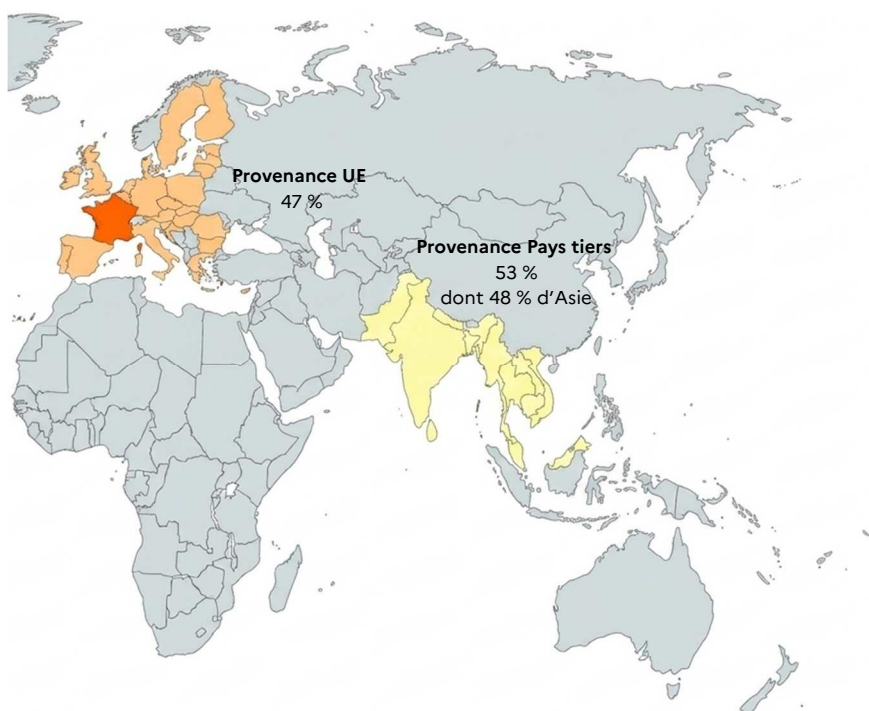 Provenance UE
47 %
Provenance Pays tiers
53 %
dont 48 % d’Asie